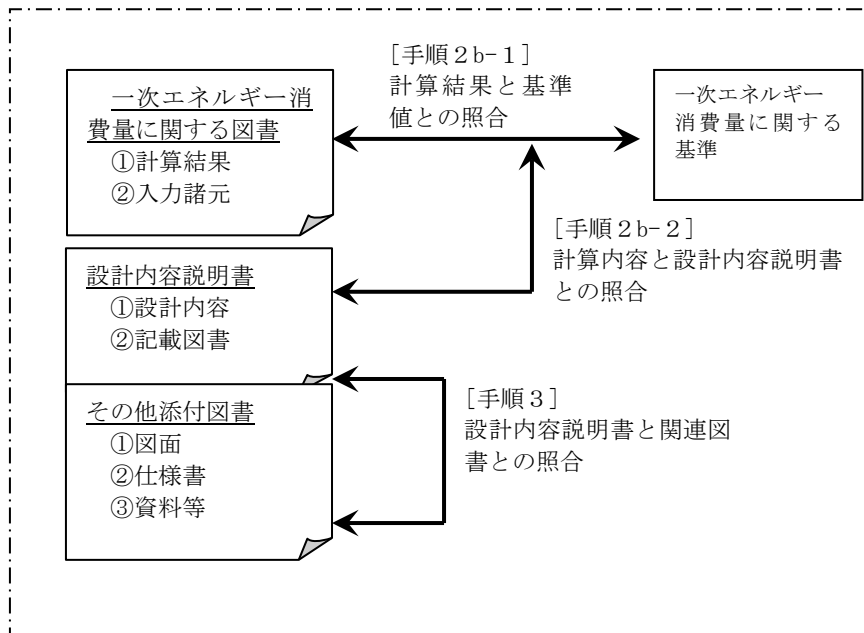 [手順２b-１]
計算結果と基準
値との照合
一次エネルギー消
費量に関する図書
①計算結果
②入力諸元
一次エネルギー
消費量に関する
基準
[手順２b-２]
計算内容と設計内容説明書
との照合
設計内容説明書
①設計内容
②記載図書
[手順３]
設計内容説明書と関連図
書との照合
その他添付図書
①図面
②仕様書
③資料等